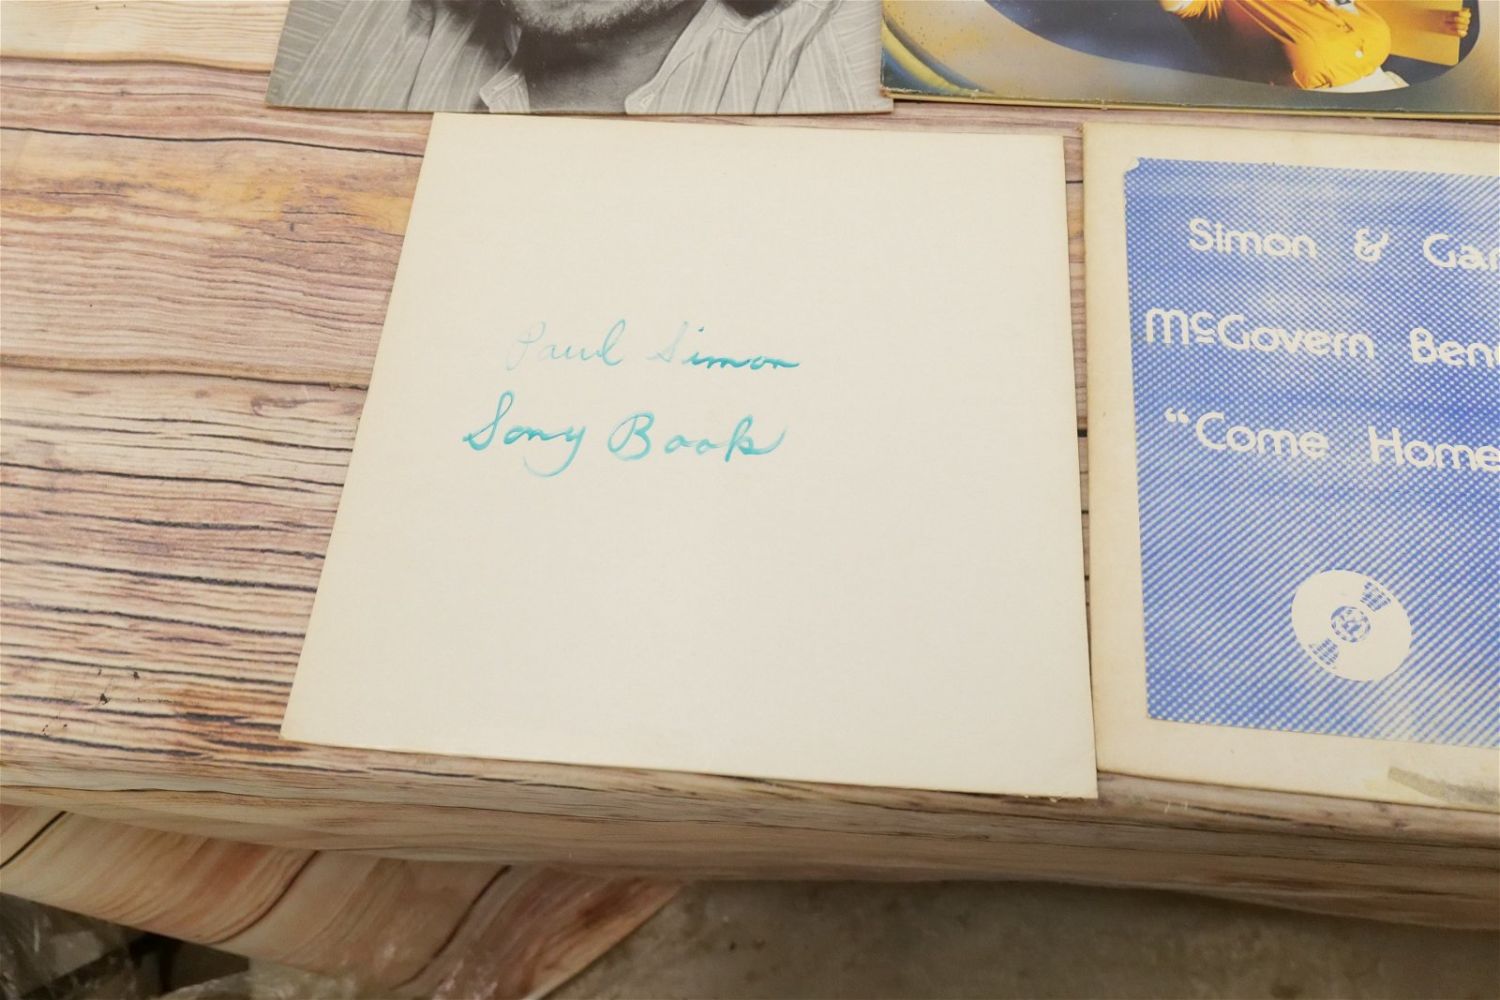 Paul Simon
Song Book
Simon & Gar
McGovern Ben
"Come Home